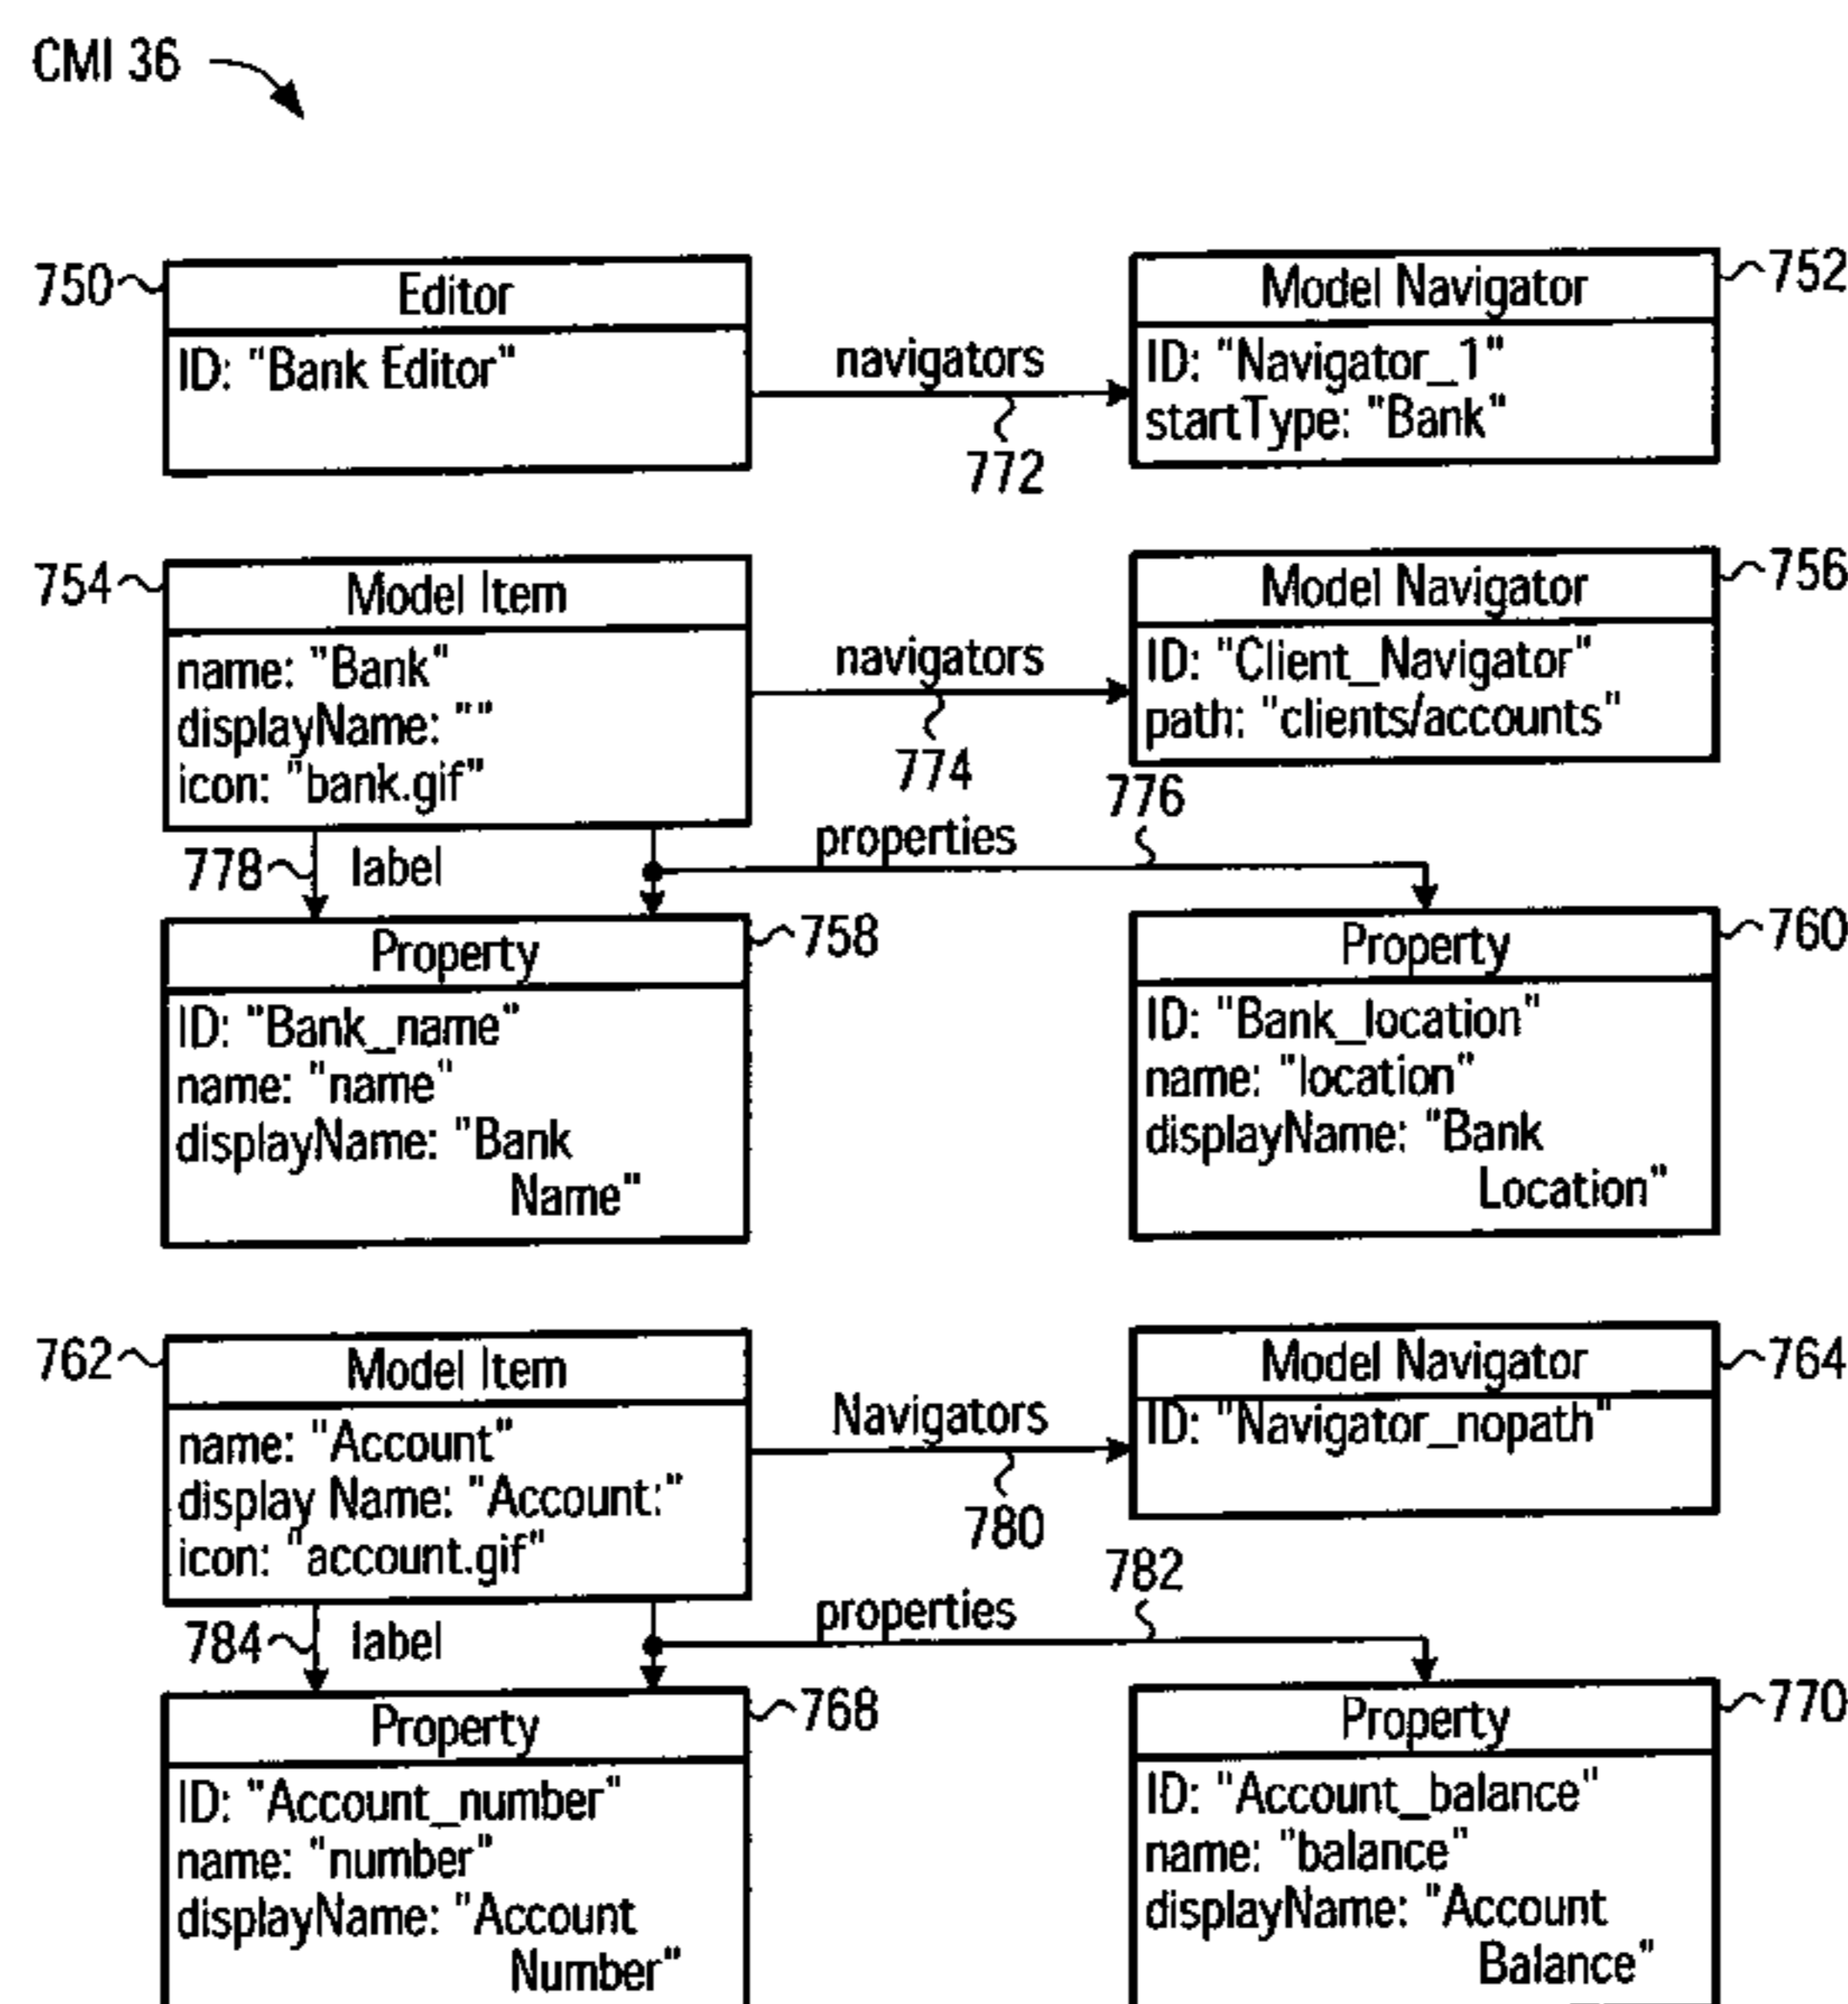 CMI 36
750
Editor
ID: "Bank Editor"
navigators
772
752
Model Navigator
ID: "Navigator_1"
startType: "Bank"
754
Model Item
name: "Bank"
displayName: ""
icon: "bank.gif"
navigators
774
756
Model Navigator
ID: "Client_Navigator"
path: "clients/accounts"
778
label
properties
776
758
Property
ID: "Bank_name"
name: "name"
displayName: "Bank
Name"
760
Property
ID: "Bank_location"
name: "location"
displayName: "Bank
Location"
762
Model Item
name: "Account"
display Name: "Account:"
icon: "account.gif"
Navigators
780
764
Model Navigator
ID: "Navigator_nopath"
784
label
properties
782
768
Property
ID: "Account_number"
name: "number"
displayName: "Account
Number"
770
Property
ID: "Account_balance"
name: "balance"
displayName: "Account
Balance"